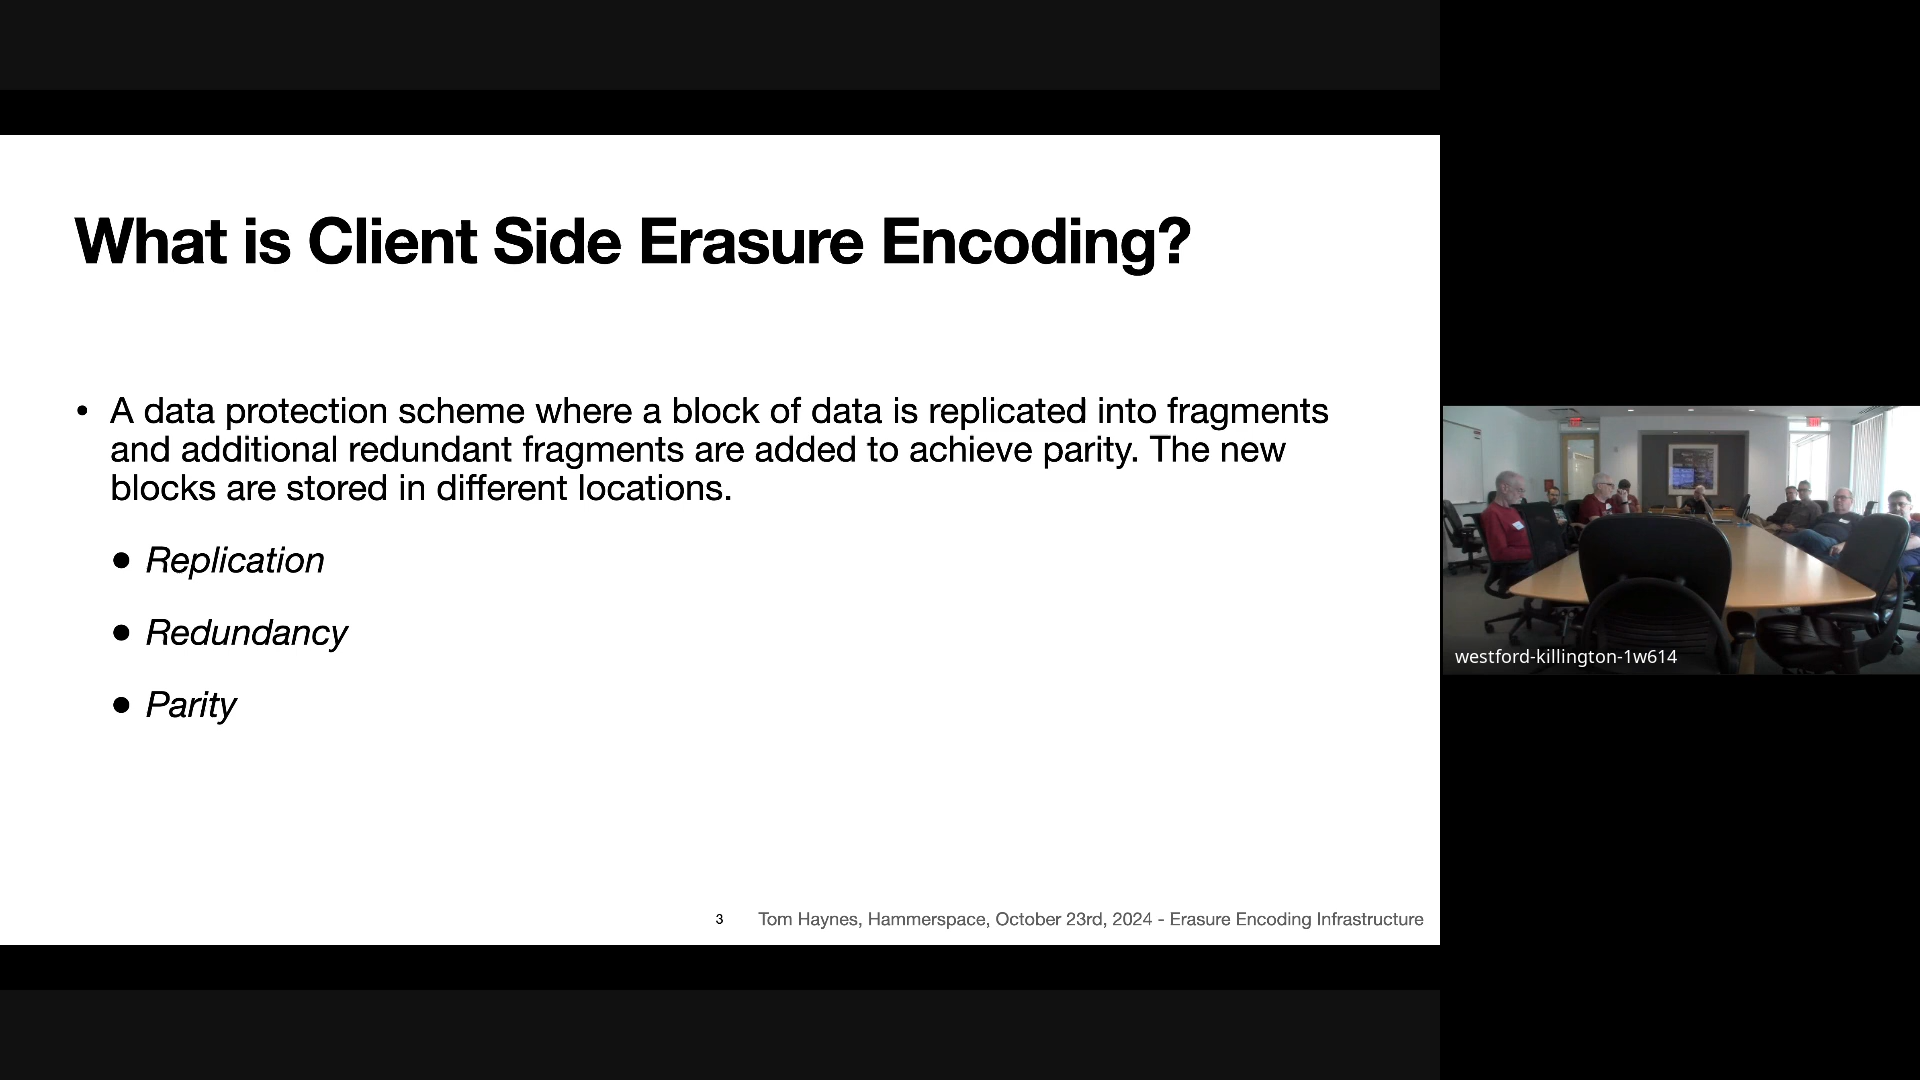 What is Client Side Erasure Encoding?
• A data protection scheme where a block of data is replicated into fragments
and additional redundant fragments are added to achieve parity. The new
blocks are stored in different locations.
• Replication
• Redundancy
• Parity
3 Tom Haynes, Hammerspace, October 23rd, 2024 - Erasure Encoding Infrastructure
westford-killington-1w614